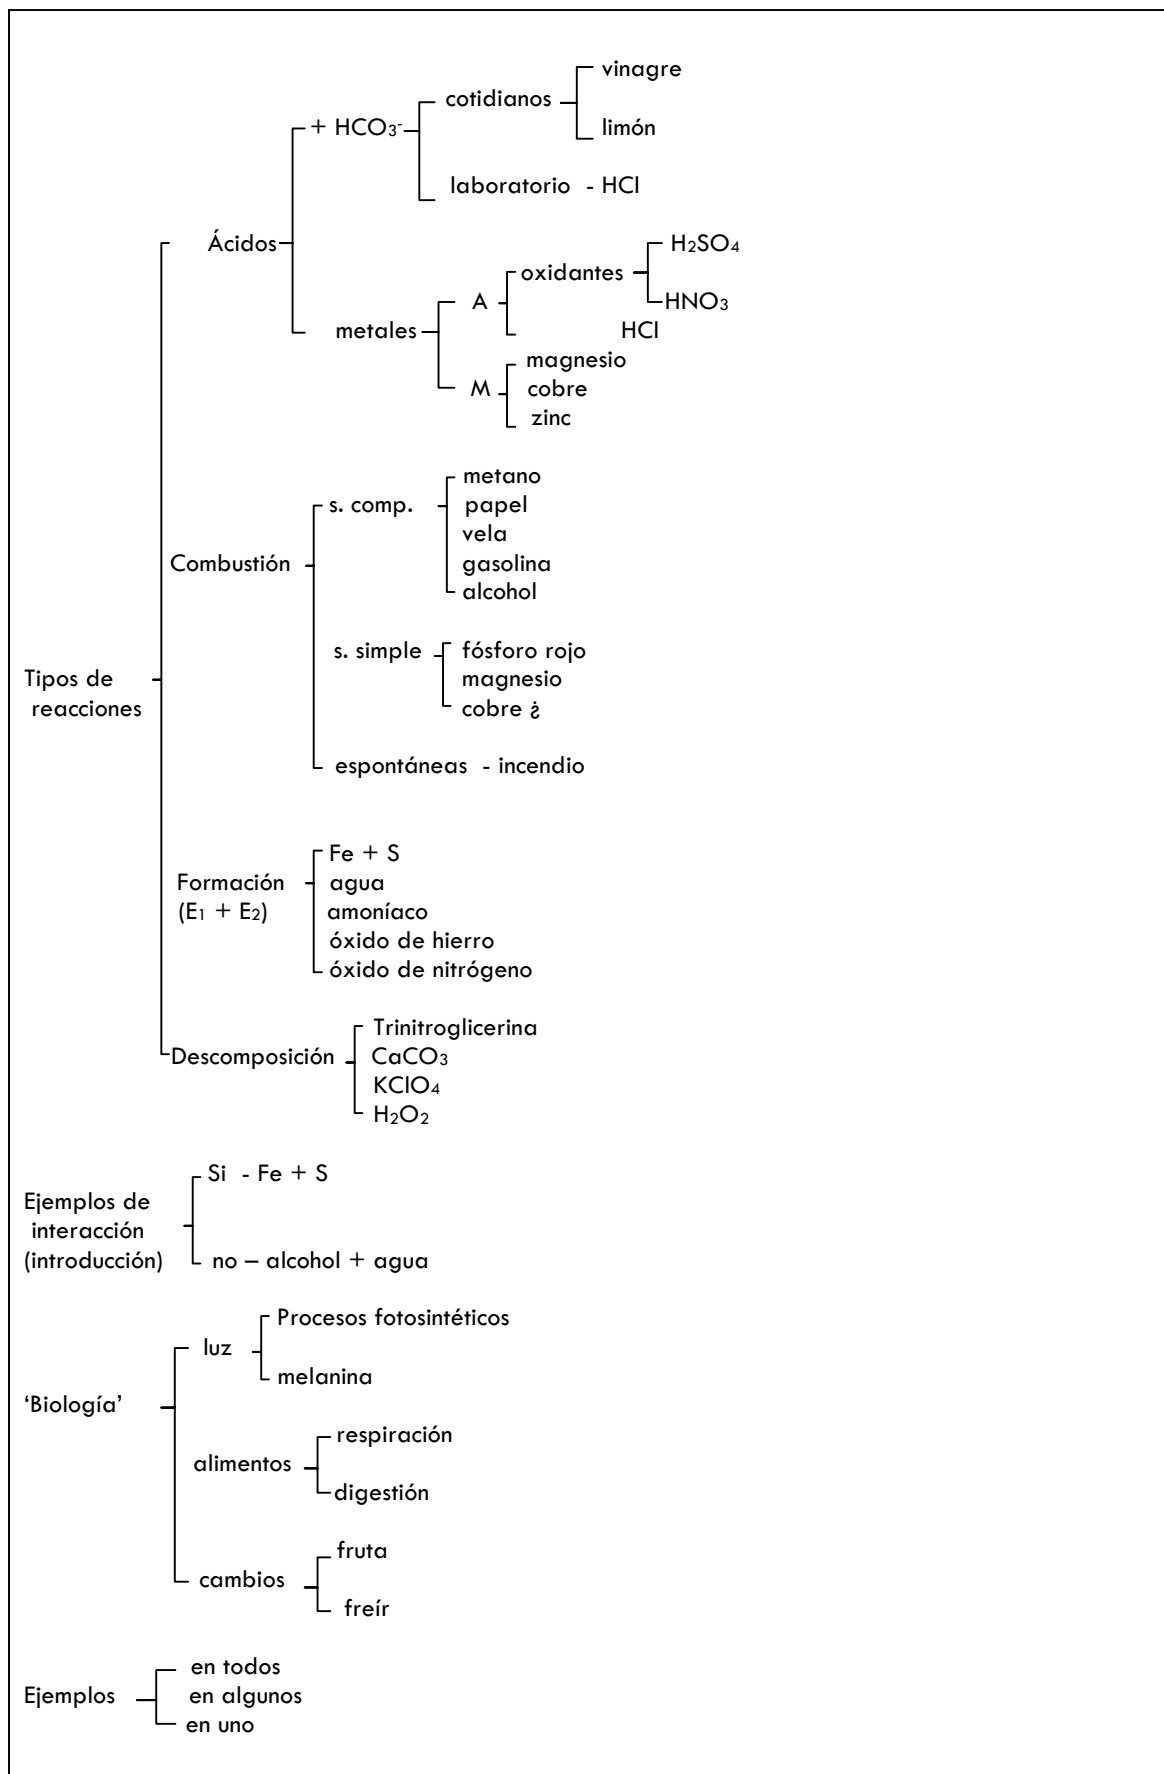 vinagre
cotidianos
limón
+ HCO₃⁻
laboratorio - HCl
Ácidos
H₂SO₄
oxidantes
HNO₃
A
HCl
metales
magnesio
M
cobre
zinc
metano
s. comp.
papel
vela
Combustión
gasolina
alcohol
s. simple
fósforo rojo
magnesio
cobre ¿
Tipos de
reacciones
espontáneas - incendio
Fe + S
Formación
agua
(E₁ + E₂)
amoníaco
óxido de hierro
óxido de nitrógeno
Trinitroglicerina
Descomposición
CaCO₃
KClO₄
H₂O₂
Si - Fe + S
Ejemplos de
interacción
(introducción)
no – alcohol + agua
Procesos fotosintéticos
luz
melanina
‘Biología’
respiración
alimentos
digestión
fruta
cambios
freír
en todos
Ejemplos
en algunos
en uno